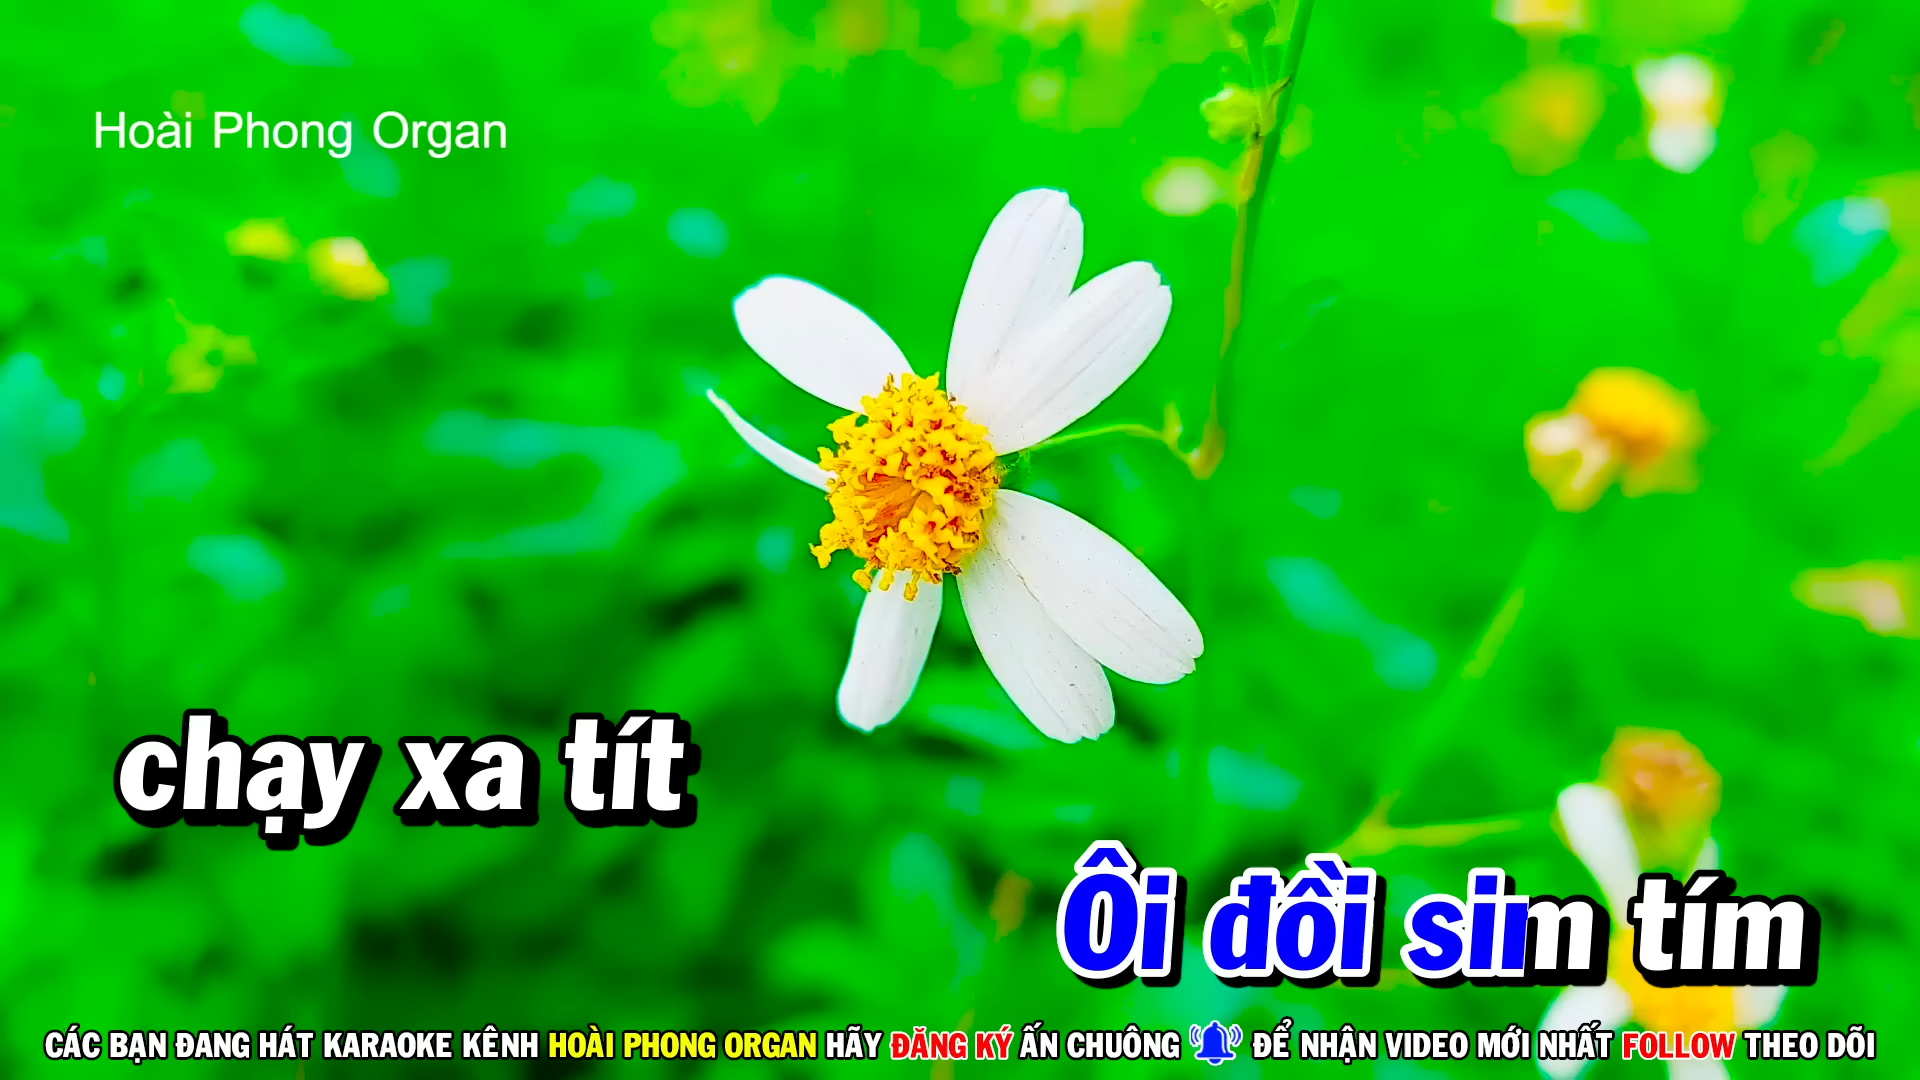 Hoài Phong Organ
chạy xa tít
Ôi đồi sim tím
CÁC BẠN ĐANG HÁT KARAOKE KÊNH HOÀI PHONG ORGAN HÃY ĐĂNG KÝ ẤN CHUÔNG ĐỂ NHẬN VIDEO MỚI NHẤT FOLLOW THEO DÕI